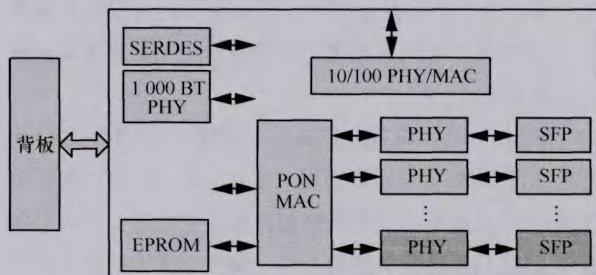 SERDES
1 000 BT
PHY
10/100 PHY/MAC
背板
PON
MAC
PHY
SFP
PHY
SFP
⋮
⋮
EPROM
PHY
SFP